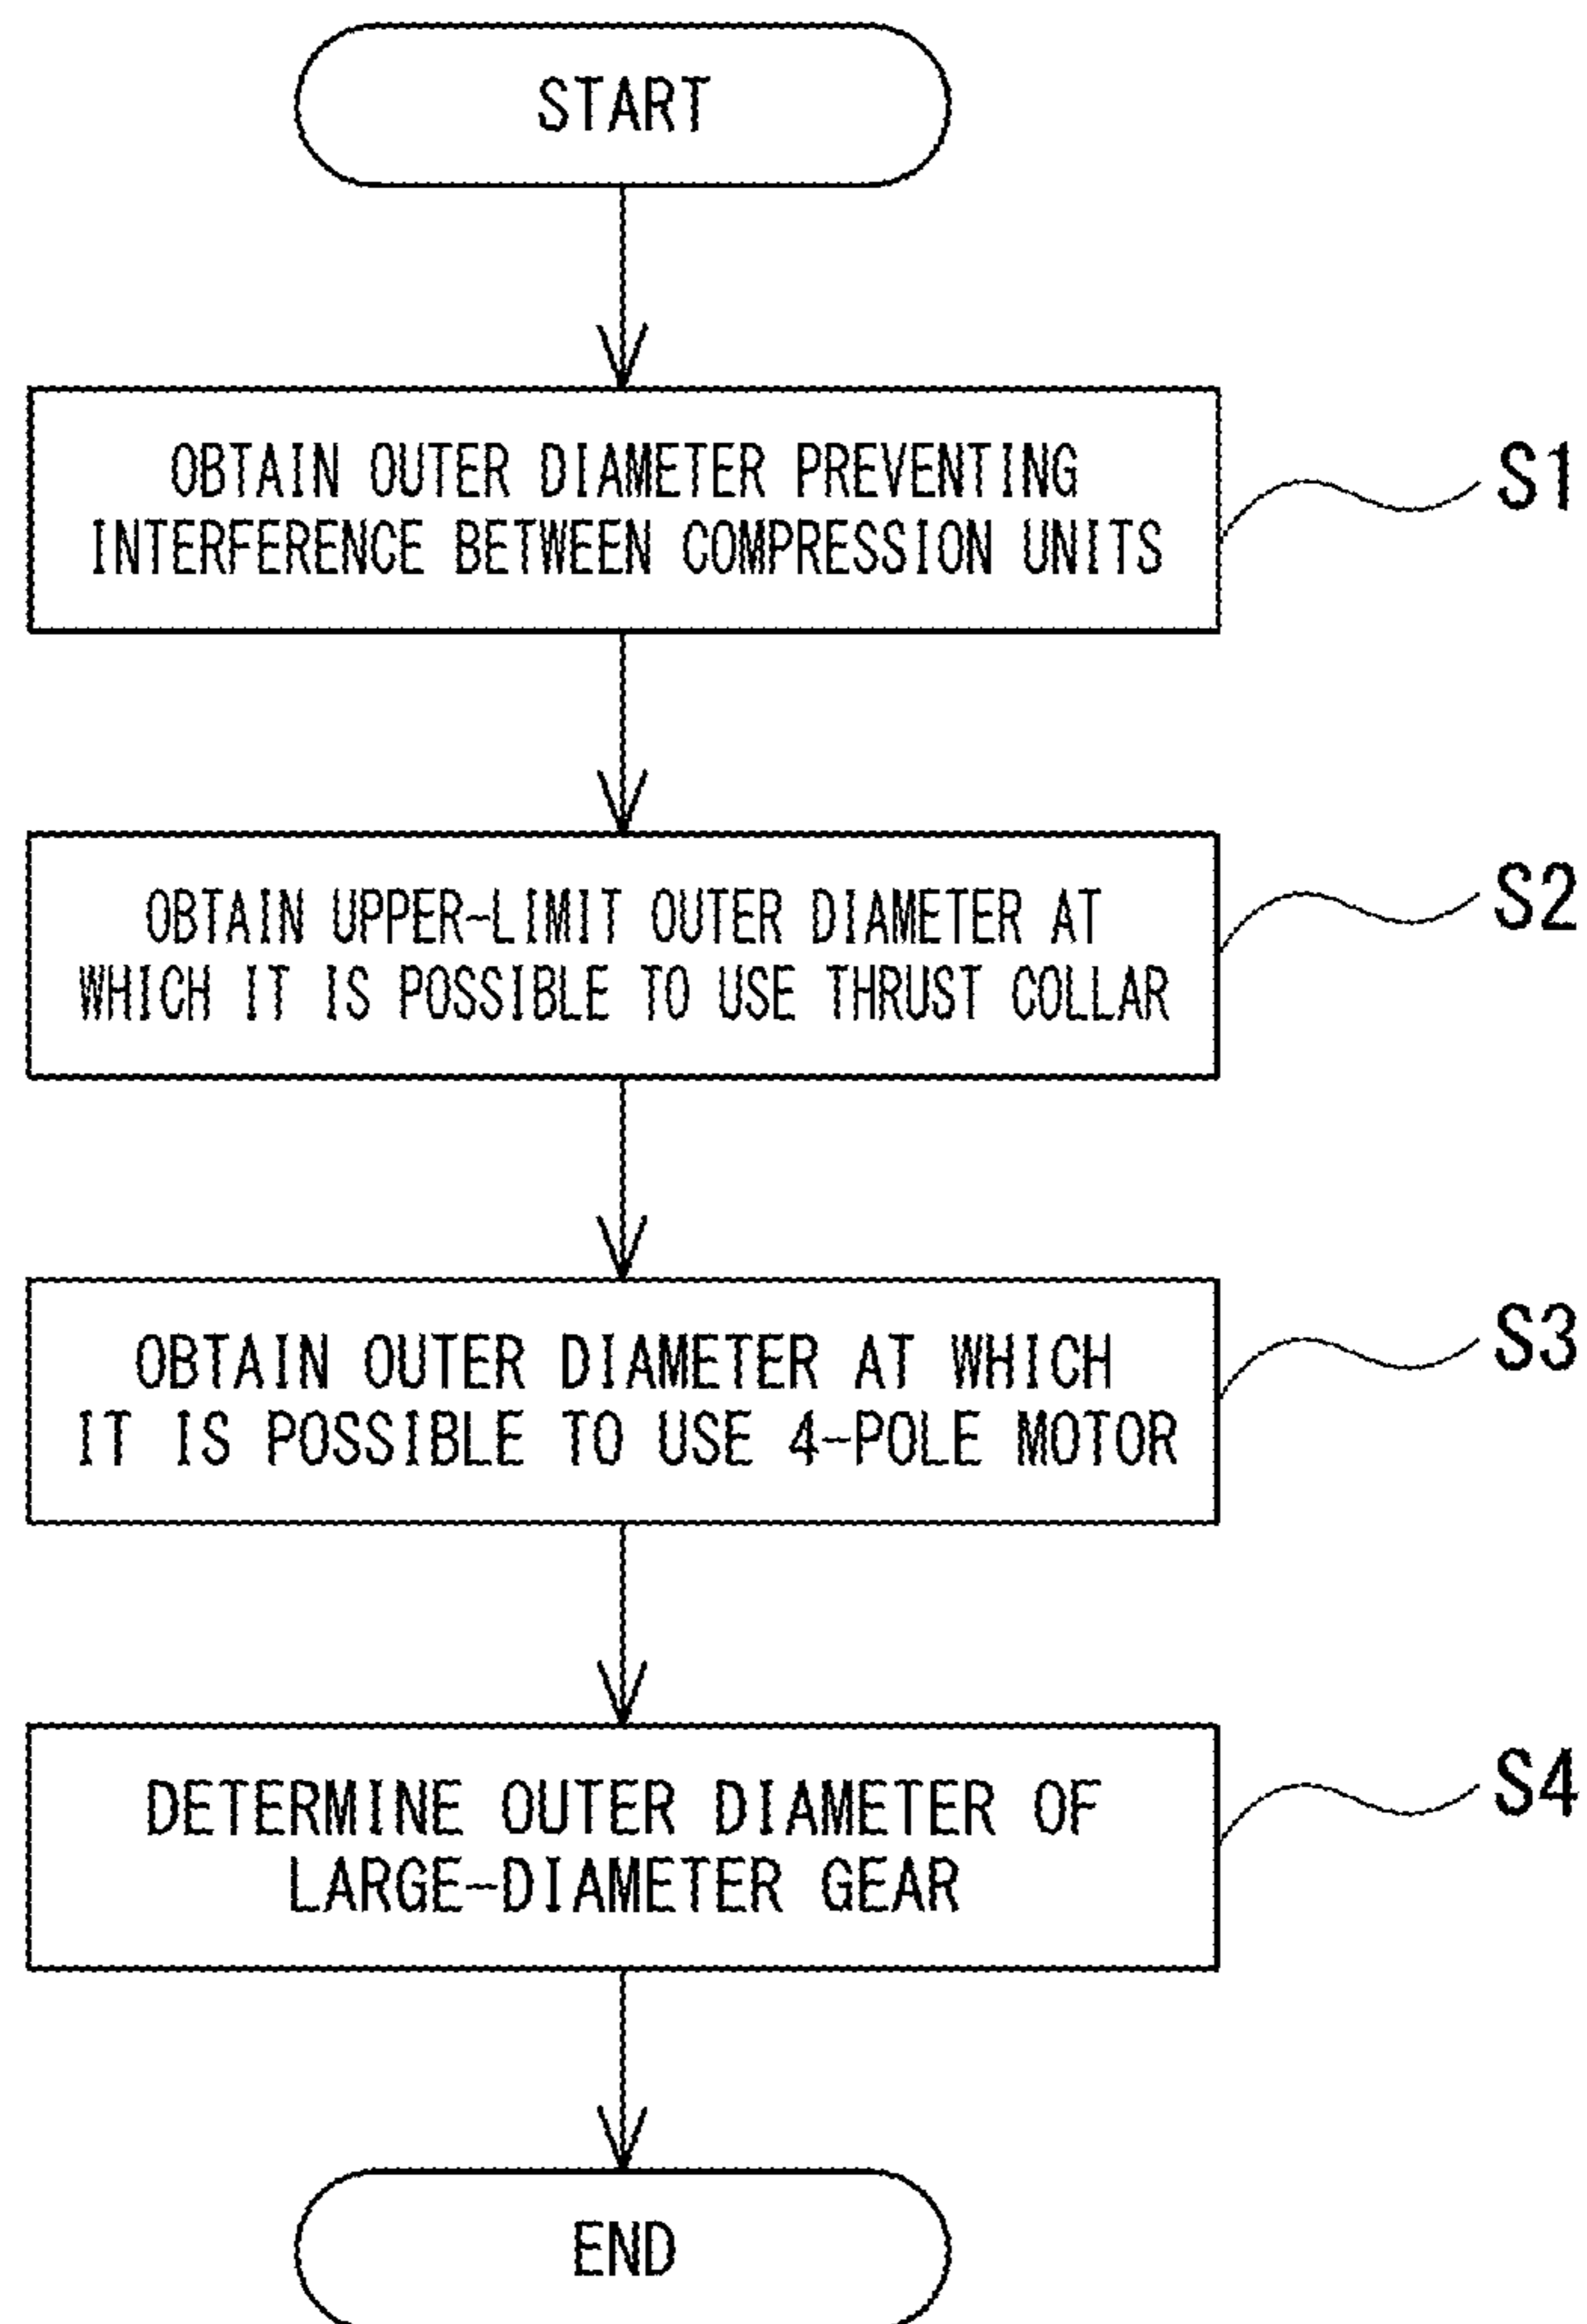 START
OBTAIN OUTER DIAMETER PREVENTING
INTERFERENCE BETWEEN COMPRESSION UNITS
S1
OBTAIN UPPER-LIMIT OUTER DIAMETER AT
WHICH IT IS POSSIBLE TO USE THRUST COLLAR
S2
OBTAIN OUTER DIAMETER AT WHICH
IT IS POSSIBLE TO USE 4-POLE MOTOR
S3
DETERMINE OUTER DIAMETER OF
LARGE-DIAMETER GEAR
S4
END